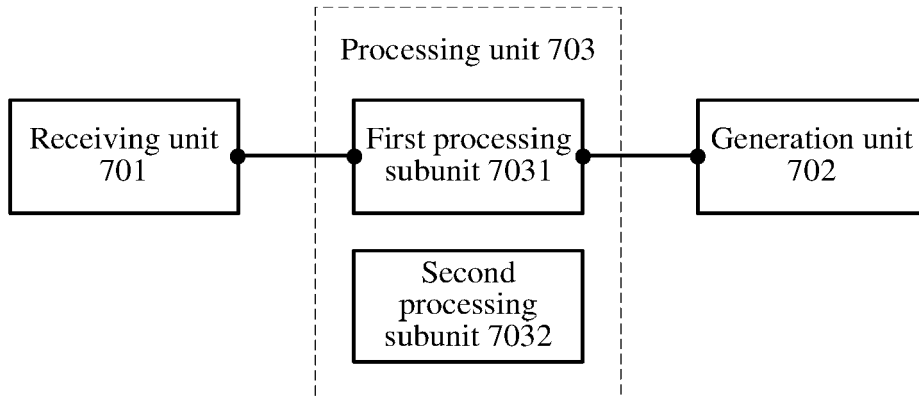 Processing unit 703
Receiving unit
701
First processing
subunit 7031
Generation unit
702
Second
processing
subunit 7032